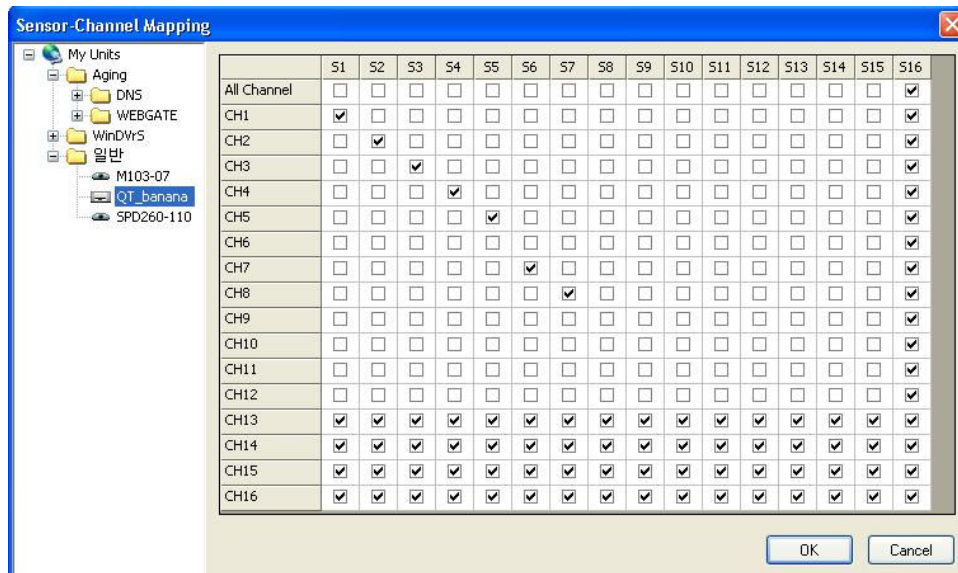 Sensor-Channel Mapping
My Units
Aging
DNS
WEBGATE
WinDVrS
일반
M103-07
QT_banana
SPD260-110
S1 S2 S3 S4 S5 S6 S7 S8 S9 S10 S11 S12 S13 S14 S15 S16
All Channel
CH1
CH2
CH3
CH4
CH5
CH6
CH7
CH8
CH9
CH10
CH11
CH12
CH13
CH14
CH15
CH16
OK Cancel